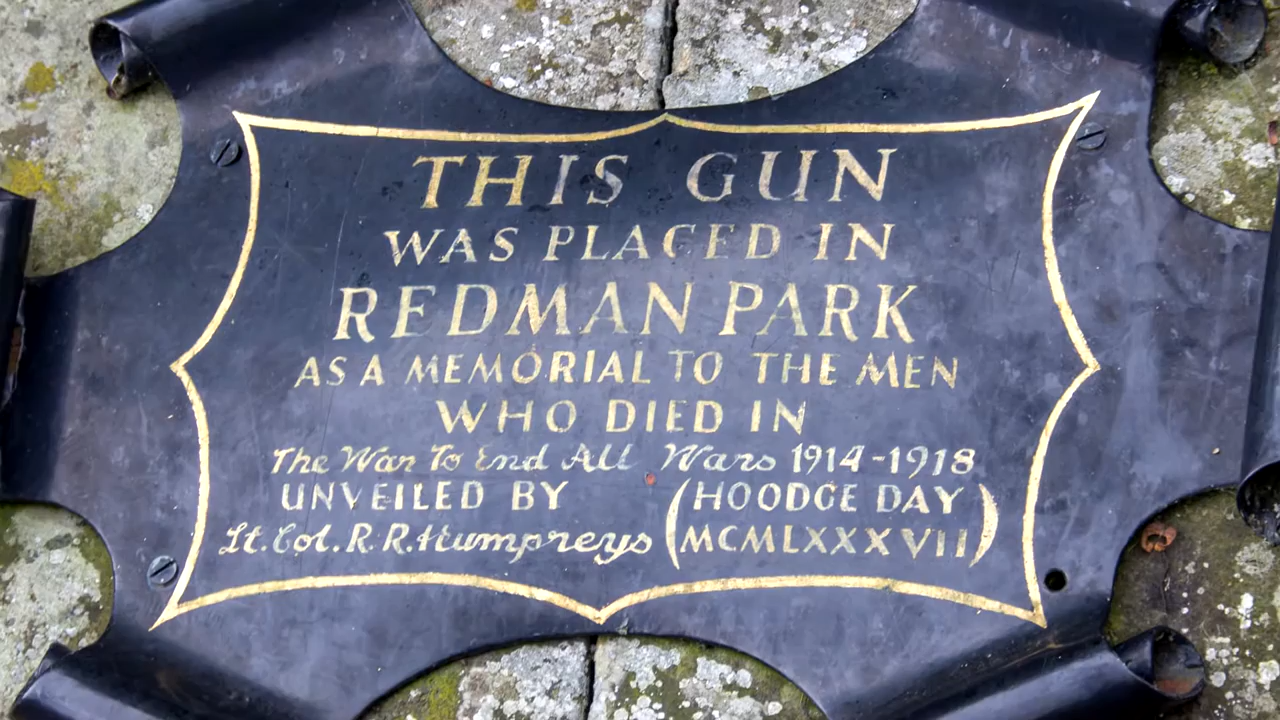 THIS GUN
WAS PLACED IN
REDMAN PARK
AS A MEMORIAL TO THE MEN
WHO DIED IN
The War To End All Wars 1914-1918
UNVEILED BY (HOODGE DAY
Lt. Col. R. R. Humpreys MCMLXXXVII)